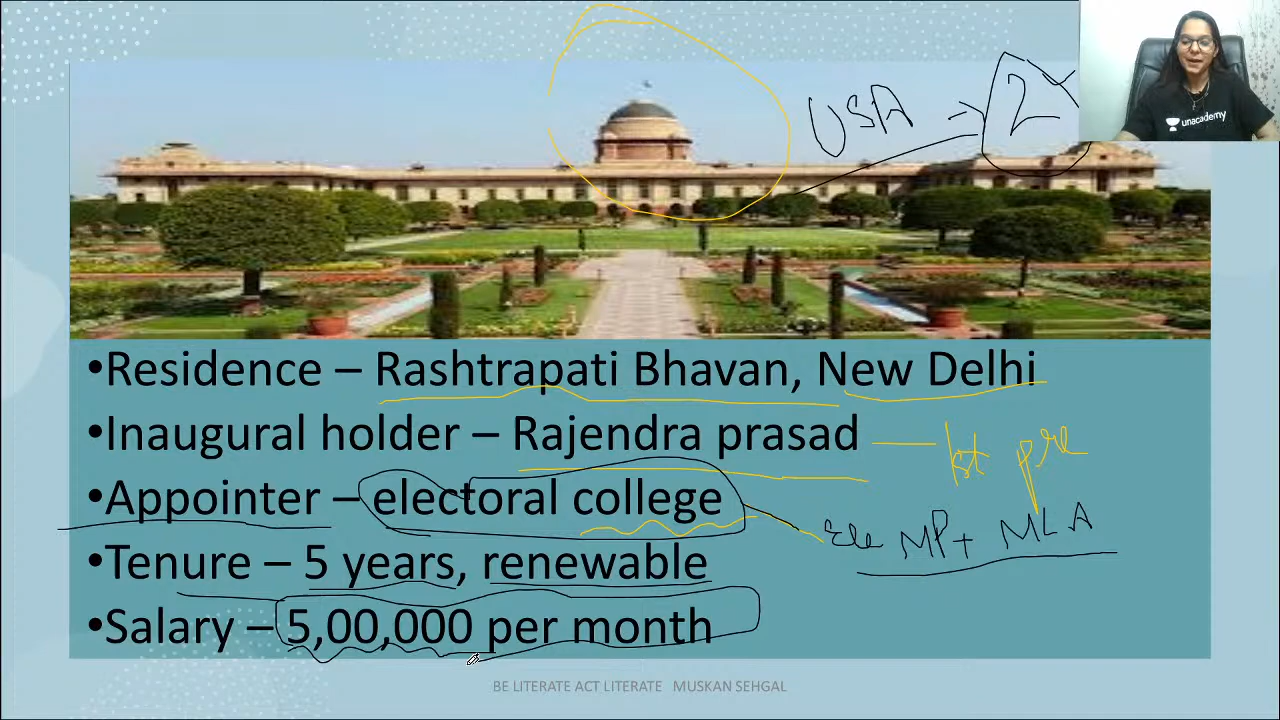 USA → 2
unacademy
•Residence – Rashtrapati Bhavan, New Delhi
•Inaugural holder – Rajendra prasad — 1st pre
•Appointer – electoral college
Ele MP+ MLA
•Tenure – 5 years, renewable
•Salary – 5,00,000 per month
BE LITERATE ACT LITERATE MUSKAN SEHGAL